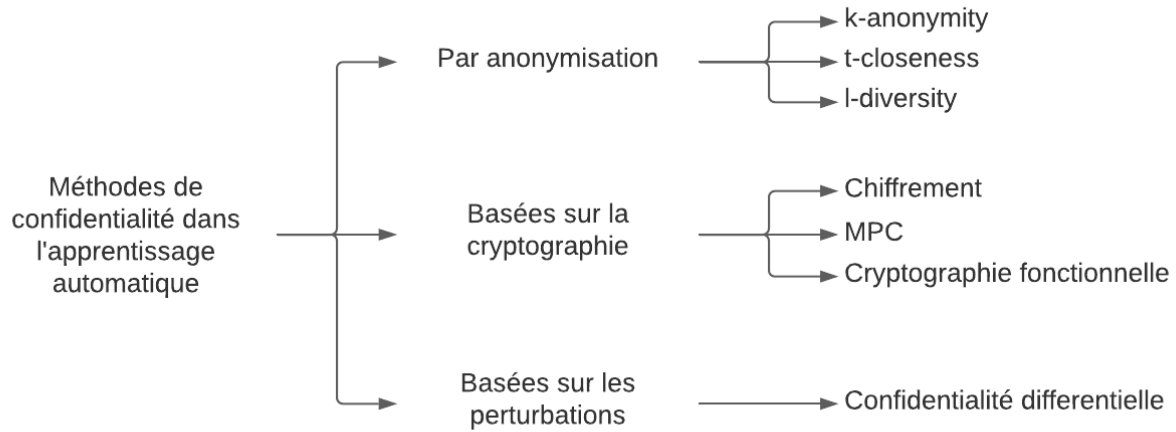 Méthodes de
confidentialité dans
l'apprentissage
automatique
Par anonymisation
k-anonymity
t-closeness
l-diversity
Basées sur la
cryptographie
Chiffrement
MPC
Cryptographie fonctionnelle
Basées sur les
perturbations
Confidentialité differentielle